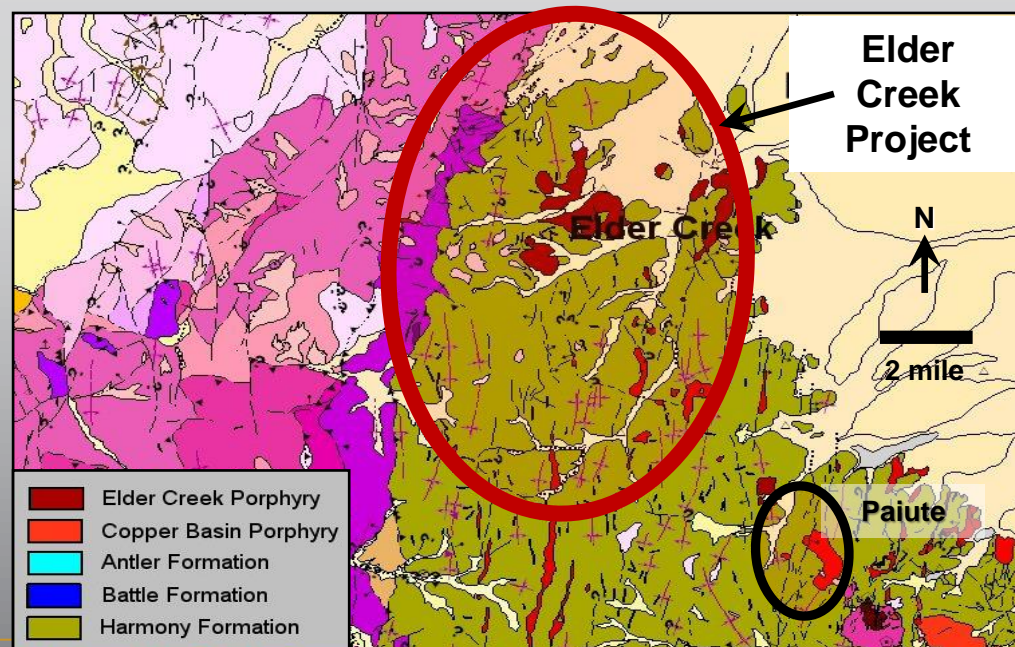 Elder
Creek
Project
Elder Creek
N
2 mile
Paiute
Elder Creek Porphyry
Copper Basin Porphyry
Antler Formation
Battle Formation
Harmony Formation